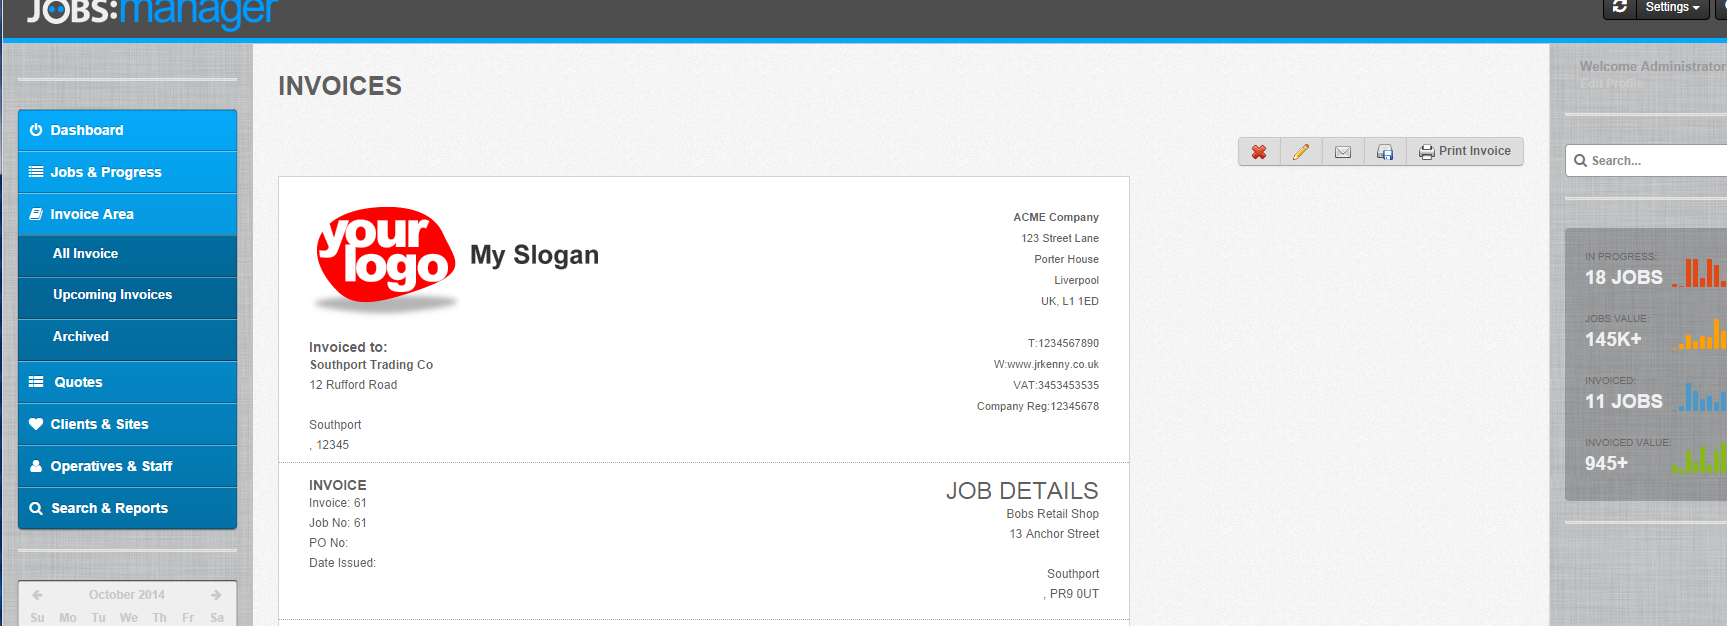 JOBS:manager
Settings
INVOICES
Welcome Administrator
Edit Profile
Dashboard
Jobs & Progress
Invoice Area
All Invoice
Upcoming Invoices
Archived
Quotes
Clients & Sites
Operatives & Staff
Search & Reports
October 2014
Su Mo Tu We Th Fr Sa
Print Invoice
your
logo
My Slogan
ACME Company
123 Street Lane
Porter House
Liverpool
UK, L1 1ED
T:1234567890
W:www.jrkenny.co.uk
VAT:3453453535
Company Reg:12345678
Invoiced to:
Southport Trading Co
12 Rufford Road
Southport
, 12345
INVOICE
Invoice: 61
Job No: 61
PO No:
Date Issued:
JOB DETAILS
Bobs Retail Shop
13 Anchor Street
Southport
, PR9 0UT
Search...
IN PROGRESS:
18 JOBS
JOBS VALUE:
145K+
INVOICED:
11 JOBS
INVOICED VALUE:
945+